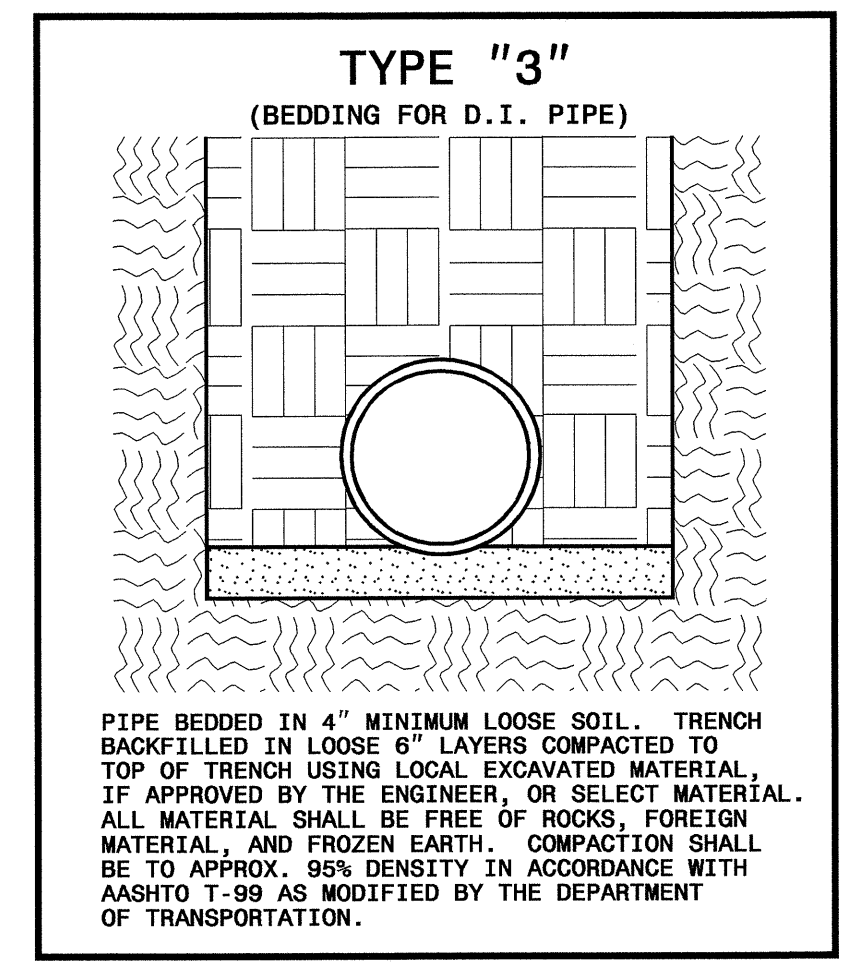 TYPE "3"
(BEDDING FOR D.I. PIPE)
PIPE BEDDED IN 4" MINIMUM LOOSE SOIL. TRENCH
BACKFILLED IN LOOSE 6" LAYERS COMPACTED TO
TOP OF TRENCH USING LOCAL EXCAVATED MATERIAL,
IF APPROVED BY THE ENGINEER, OR SELECT MATERIAL.
ALL MATERIAL SHALL BE FREE OF ROCKS, FOREIGN
MATERIAL, AND FROZEN EARTH. COMPACTION SHALL
BE TO APPROX. 95% DENSITY IN ACCORDANCE WITH
AASHTO T-99 AS MODIFIED BY THE DEPARTMENT
OF TRANSPORTATION.